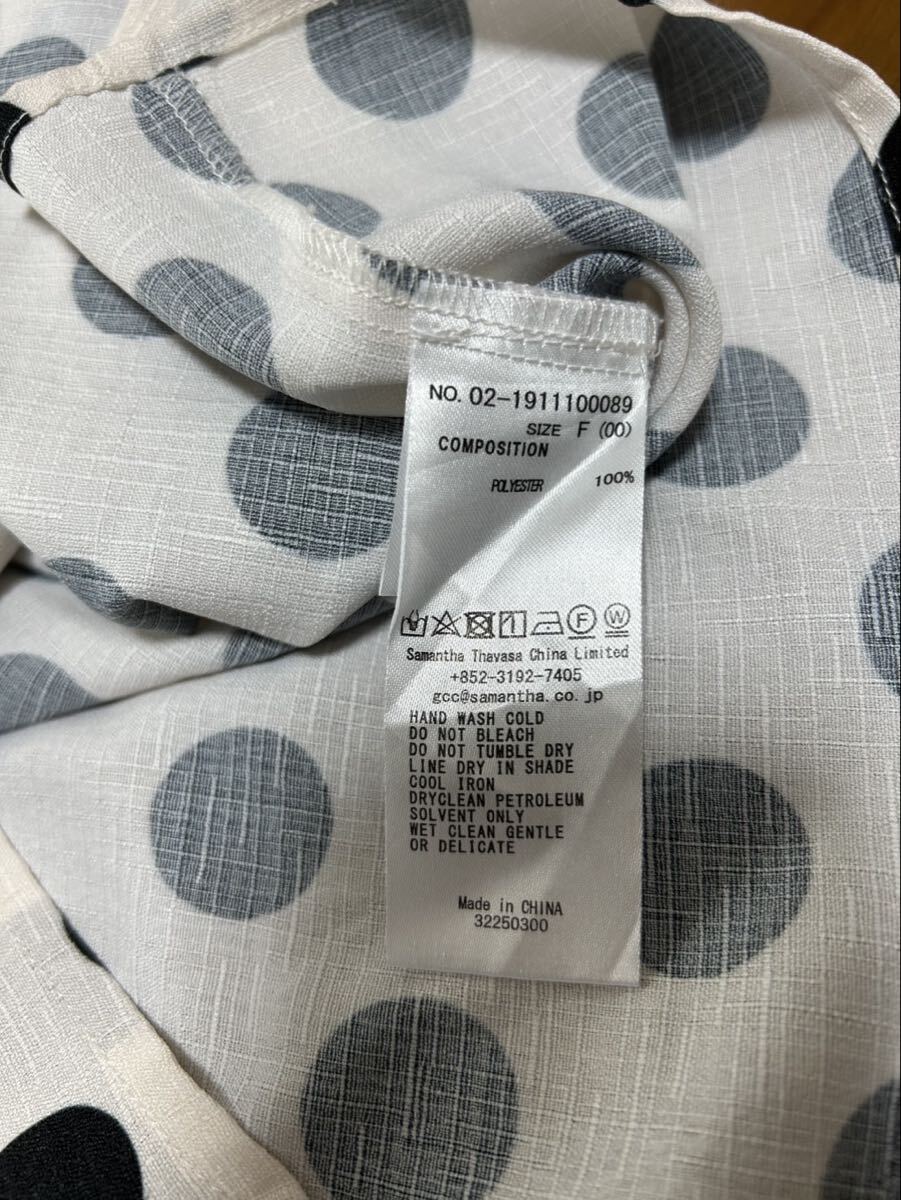 NO. 02-1911100089
SIZE F (00)
COMPOSITION
POLYESTER 100%
Samantha Thavasa China Limited
+852-3192-7405
gcc@samantha.co.jp
HAND WASH COLD
DO NOT BLEACH
DO NOT TUMBLE DRY
LINE DRY IN SHADE
COOL IRON
DRYCLEAN PETROLEUM
SOLVENT ONLY
WET CLEAN GENTLE
OR DELICATE
Made in CHINA
32250300